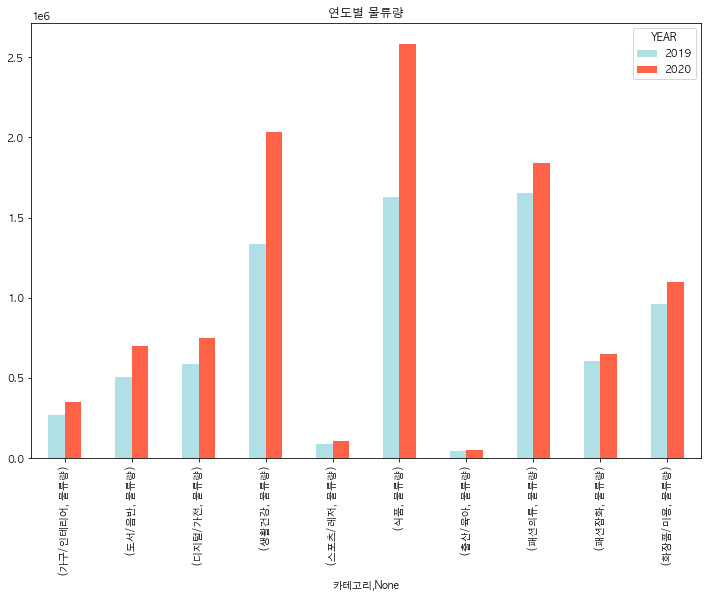 연도별 물류량
1e6
YEAR
2019
2020
2.5
2.0
1.5
1.0
0.5
0.0
(가구/인테리어, 물류량)
(도서/음반, 물류량)
(디지털/가전, 물류량)
(생활건강, 물류량)
(스포츠/레저, 물류량)
(식품, 물류량)
(출산/육아, 물류량)
(패션의류, 물류량)
(패션잡화, 물류량)
(화장품/미용, 물류량)
카테고리,None